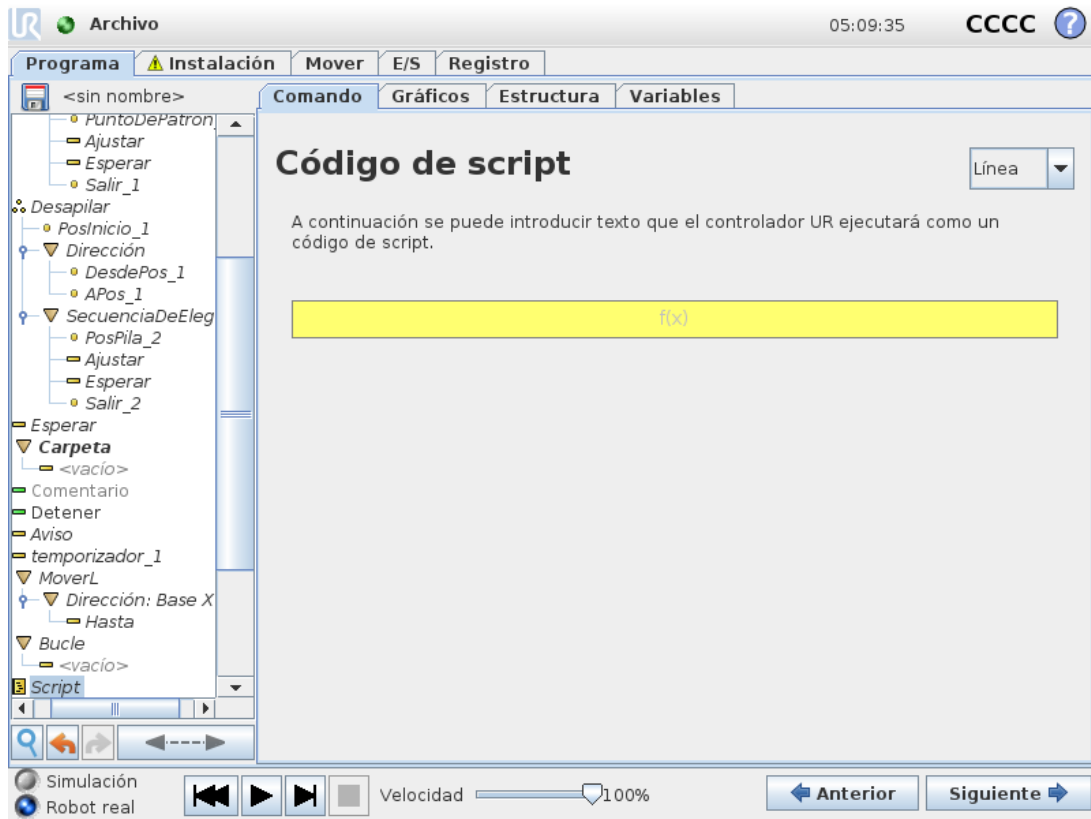 UR Archivo 05:09:35 CCCC ?
Programa Instalación Mover E/S Registro
<sin nombre>
Comando Gráficos Estructura Variables
PuntoDePatron
Ajustar
Esperar
Salir_1
Desapilar
PosInicio_1
Dirección
DesdePos_1
APos_1
SecuenciaDeEleg
PosPila_2
Ajustar
Esperar
Salir_2
Esperar
Carpeta
<vacío>
Comentario
Detener
Aviso
temporizador_1
MoverL
Dirección: Base X
Hasta
Bucle
<vacío>
Script
Código de script
Línea
A continuación se puede introducir texto que el controlador UR ejecutará como un
código de script.
f(x)
Simulación
Robot real
Velocidad 100%
Anterior Siguiente